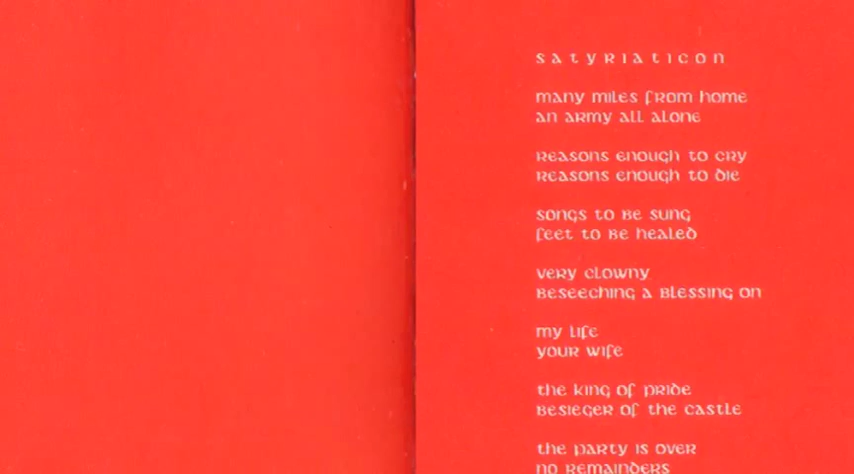 satyriaticon
many miles from home
an army all alone
reasons enough to cry
reasons enough to die
songs to be sung
feet to be healed
very clowny
beseeching a blessing on
my life
your wife
the king of pride
besieger of the castle
the party is over
no remainders